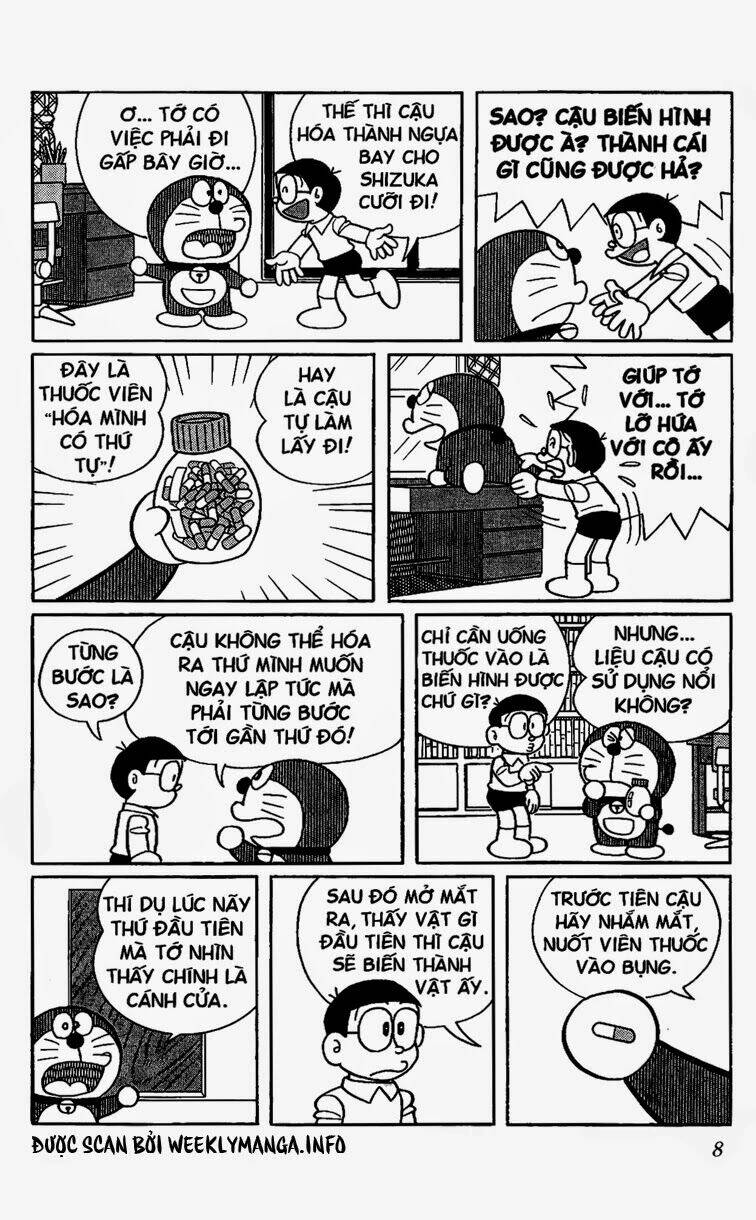 SAO? CẬU BIẾN HÌNH
ĐƯỢC À? THÀNH CÁI
GÌ CŨNG ĐƯỢC HẢ?
THẾ THÌ CẬU
HÓA THÀNH NGỰA
BAY CHO
SHIZUKA
CƯỠI ĐI!
Ơ... TỚ CÓ
VIỆC PHẢI ĐI
GẤP BÂY GIỜ...
GIÚP TỚ
VỚI... TỚ
LỠ HỨA
VỚI CÔ ẤY
RỒI...
HAY
LÀ CẬU
TỰ LÀM
LẤY ĐI!
ĐÂY LÀ
THUỐC VIÊN
“HÓA MÌNH
CÓ THỨ
TỰ”!
NHƯNG...
LIỆU CẬU CÓ
SỬ DỤNG NỔI
KHÔNG?
CHỈ CẦN UỐNG
THUỐC VÀO LÀ
BIẾN HÌNH ĐƯỢC
CHỨ GÌ?
CẬU KHÔNG THỂ HÓA
RA THỨ MÌNH MUỐN
NGAY LẬP TỨC MÀ
PHẢI TỪNG BƯỚC
TỚI GẦN THỨ ĐÓ!
TỪNG
BƯỚC LÀ
SAO?
TRƯỚC TIÊN CẬU
HÃY NHẮM MẮT,
NUỐT VIÊN THUỐC
VÀO BỤNG.
SAU ĐÓ MỞ MẮT
RA, THẤY VẬT GÌ
ĐẦU TIÊN THÌ CẬU
SẼ BIẾN THÀNH
VẬT ẤY.
THÍ DỤ LÚC NÃY
THỨ ĐẦU TIÊN
MÀ TỚ NHÌN
THẤY CHÍNH LÀ
CÁNH CỬA.
ĐƯỢC SCAN BỞI WEEKLYMANGA.INFO
8